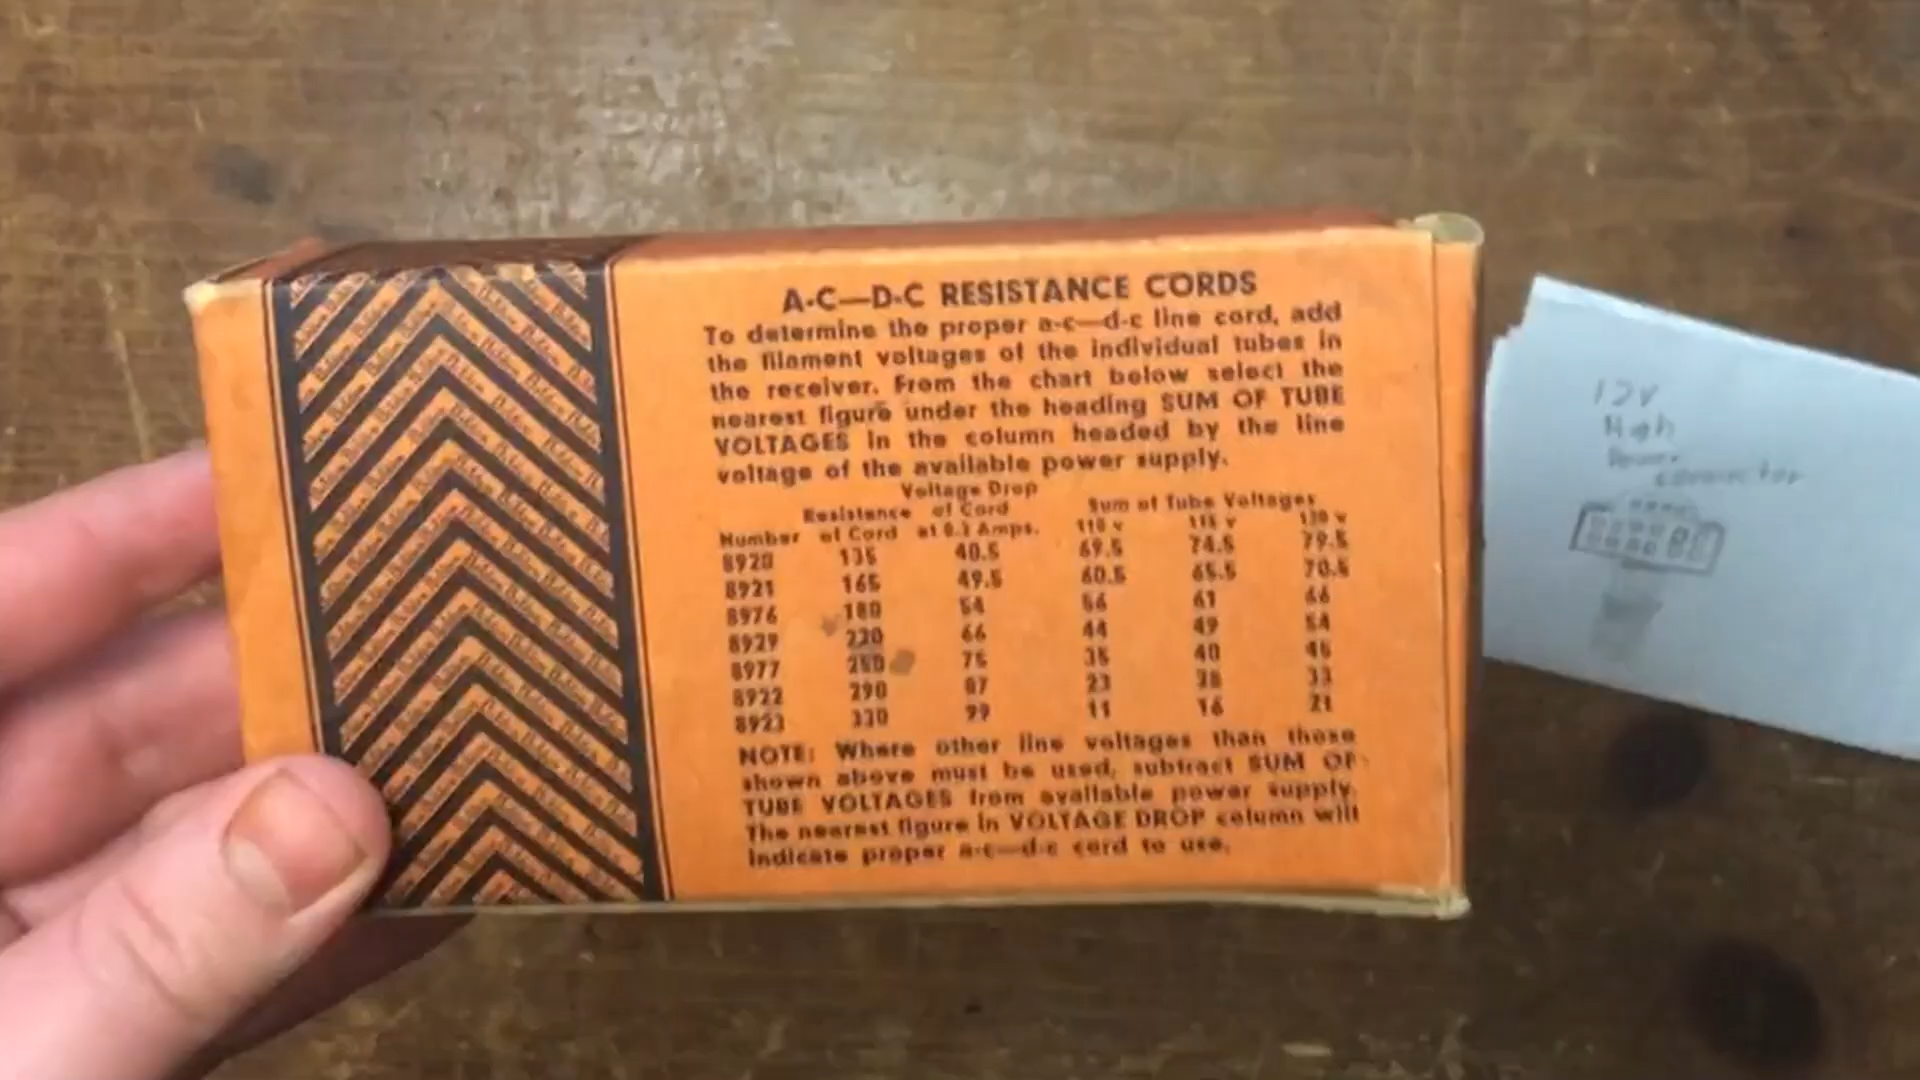 A-C—D-C RESISTANCE CORDS
To determine the proper a-c—d-c line cord, add
the filament voltages of the individual tubes in
the receiver. From the chart below select the
nearest figure under the heading SUM OF TUBE
VOLTAGES in the column headed by the line
voltage of the available power supply.
Voltage Drop
Resistance of Cord Sum of Tube Voltages
Number of Cord at 0.3 Amps. 110 v 115 v 120 v
8920 135 40.5 69.5 74.5 79.5
8921 165 49.5 60.5 65.5 70.5
8976 180 54 56 61 66
8929 220 66 44 49 54
8977 250 75 35 40 45
8922 290 87 23 28 33
8923 330 99 11 16 21
NOTE: Where other line voltages than those
shown above must be used, subtract SUM OF
TUBE VOLTAGES from available power supply.
The nearest figure in VOLTAGE DROP column will
indicate proper a-c—d-c cord to use.
12v
High
Power
connector